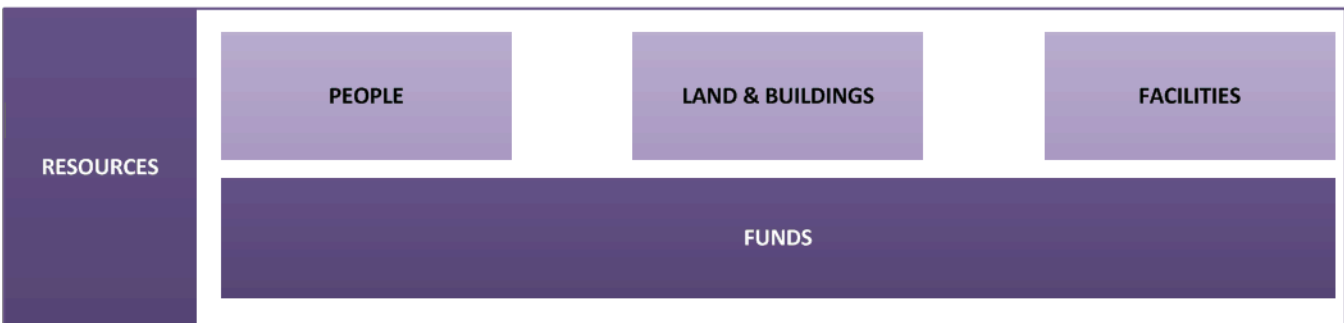 RESOURCES
PEOPLE
LAND & BUILDINGS
FACILITIES
FUNDS